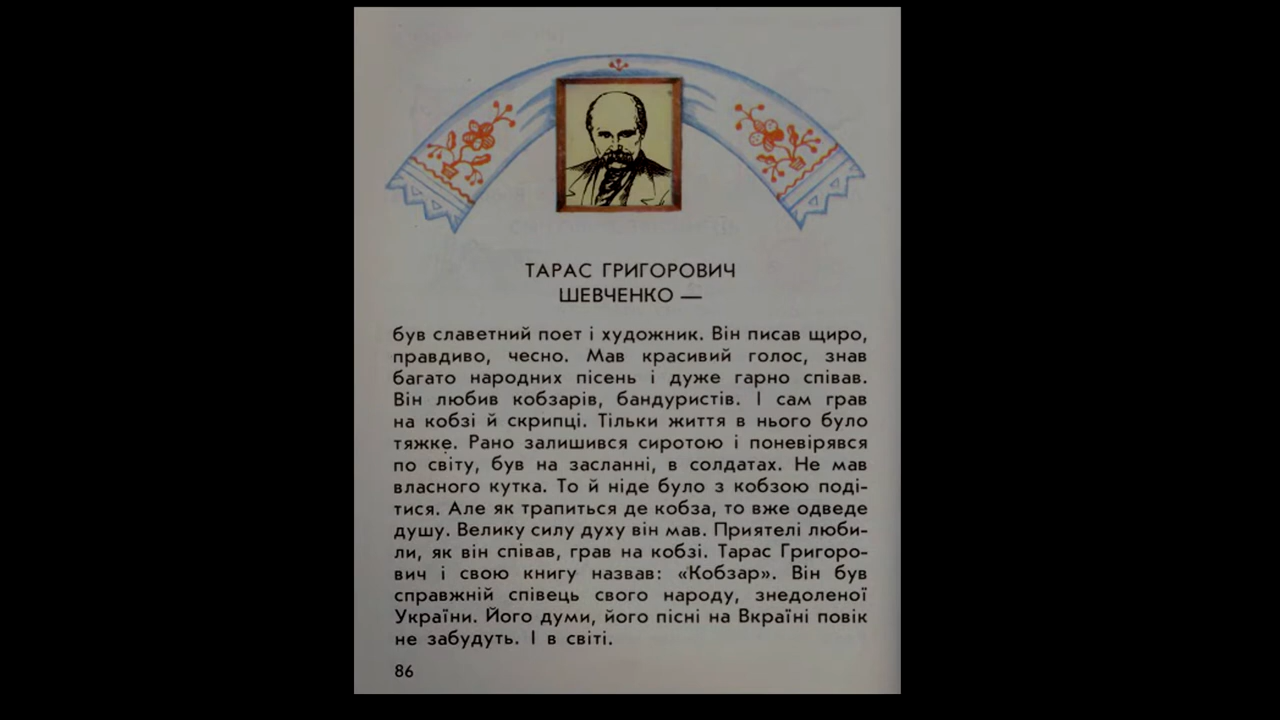 ТАРАС ГРИГОРОВИЧ
ШЕВЧЕНКО —
був славетний поет і художник. Він писав щиро,
правдиво, чесно. Мав красивий голос, знав
багато народних пісень і дуже гарно співав.
Він любив кобзарів, бандуристів. І сам грав
на кобзі й скрипці. Тільки життя в нього було
тяжке. Рано залишився сиротою і поневірявся
по світу, був на засланні, в солдатах. Не мав
власного кутка. То й ніде було з кобзою поді-
тися. Але як трапиться де кобза, то вже одведе
душу. Велику силу духу він мав. Приятелі люби-
ли, як він співав, грав на кобзі. Тарас Григоро-
вич і свою книгу назвав: «Кобзар». Він був
справжній співець свого народу, знедоленої
України. Його думи, його пісні на Вкраїні повік
не забудуть. І в світі.
86